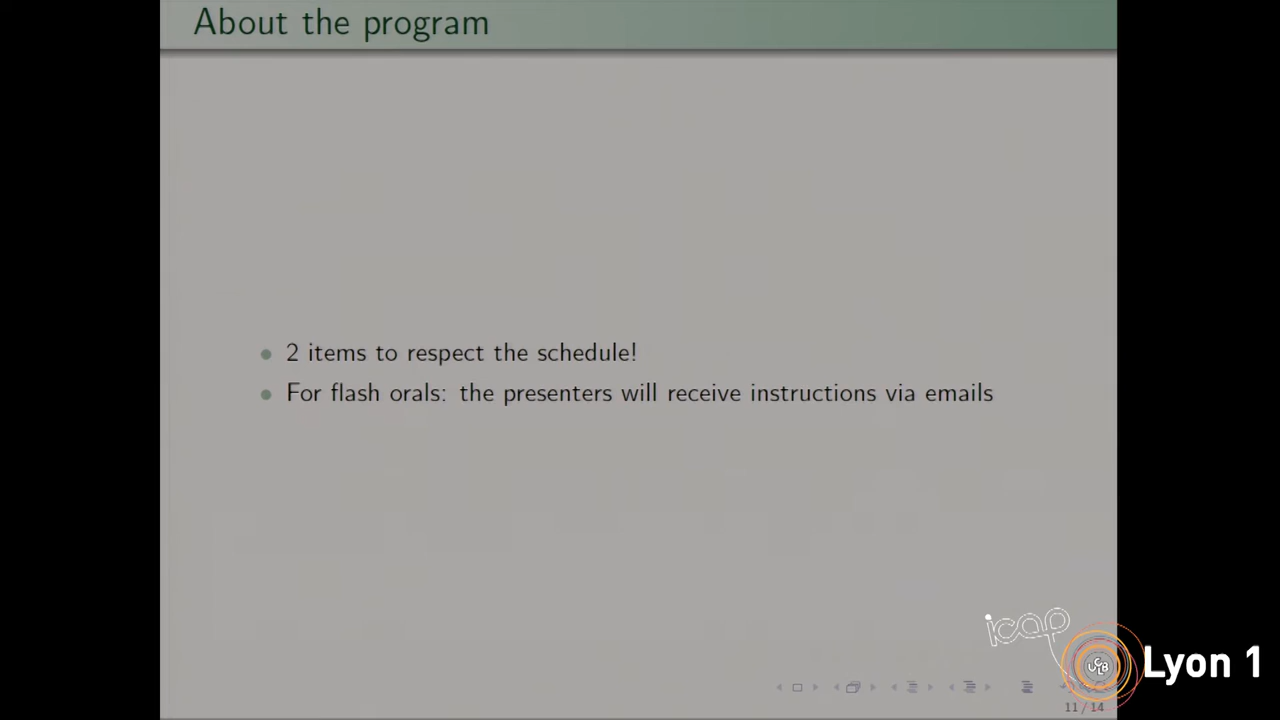 About the program
2 items to respect the schedule!
For flash orals: the presenters will receive instructions via emails
icap
UCBL
Lyon 1
11 / 14